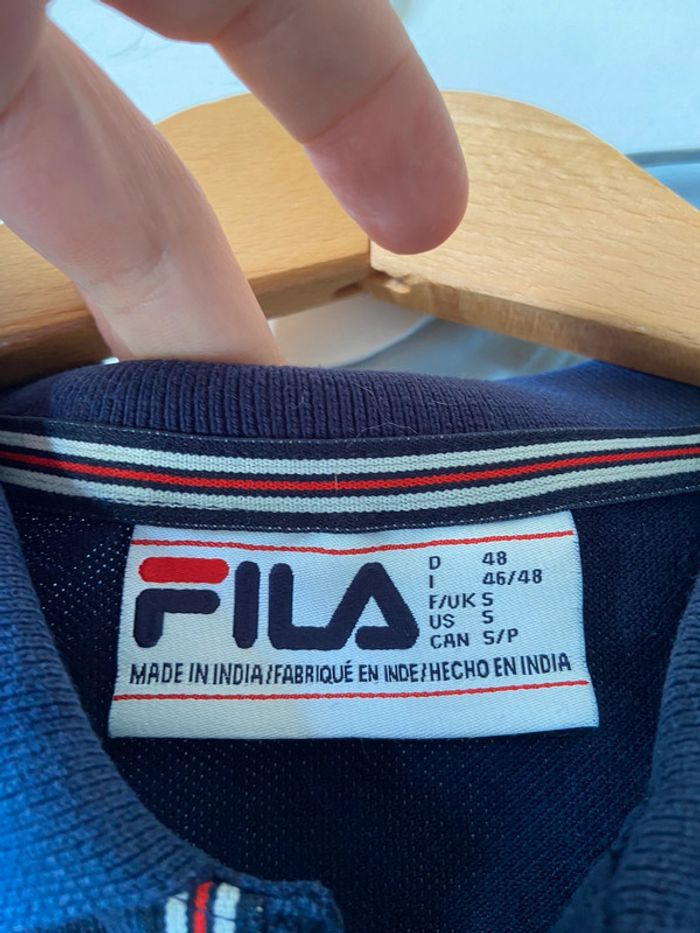 FILA
D 48
I 46/48
F/UK S
US S
CAN S/P
MADE IN INDIA/FABRIQUÉ EN INDE/HECHO EN INDIA